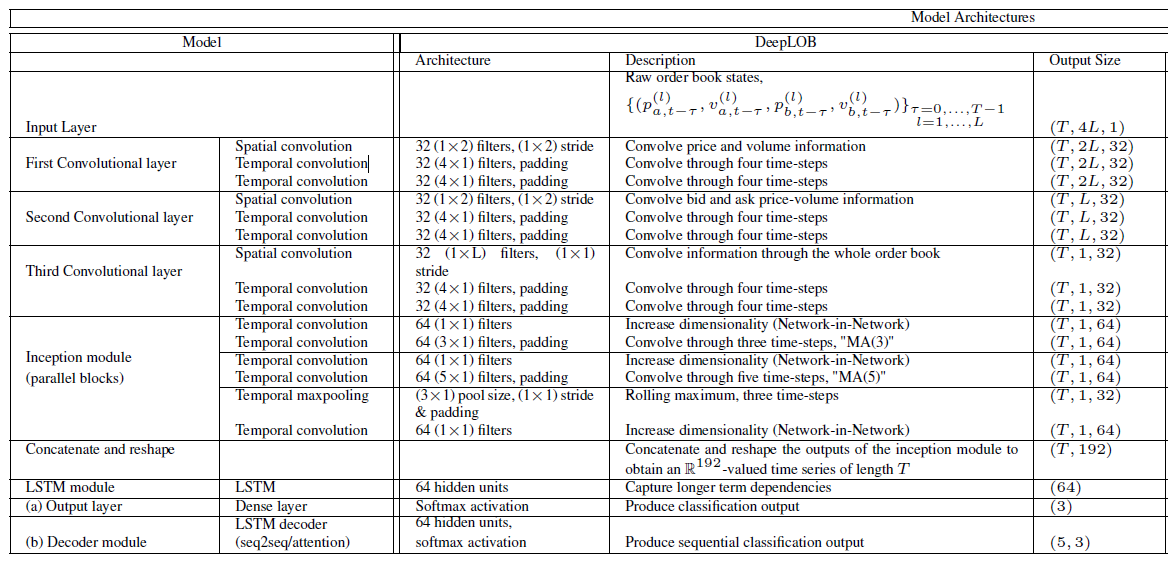 Model Architectures
Model DeepLOB
Architecture Description Output Size
Input Layer Raw order book states, {(p_{a,t−τ}^{(l)}, v_{a,t−τ}^{(l)}, p_{b,t−τ}^{(l)}, v_{b,t−τ}^{(l)})}_{τ=0,...,T−1 l=1,...,L} (T, 4L, 1)
Spatial convolution 32 (1×2) filters, (1×2) stride Convolve price and volume information (T, 2L, 32)
First Convolutional layer Temporal convolution 32 (4×1) filters, padding Convolve through four time-steps (T, 2L, 32)
Temporal convolution 32 (4×1) filters, padding Convolve through four time-steps (T, 2L, 32)
Spatial convolution 32 (1×2) filters, (1×2) stride Convolve bid and ask price-volume information (T, L, 32)
Second Convolutional layer Temporal convolution 32 (4×1) filters, padding Convolve through four time-steps (T, L, 32)
Temporal convolution 32 (4×1) filters, padding Convolve through four time-steps (T, L, 32)
Spatial convolution 32 (1×L) filters, (1×1) Convolve information through the whole order book (T, 1, 32)
Third Convolutional layer stride
Temporal convolution 32 (4×1) filters, padding Convolve through four time-steps (T, 1, 32)
Temporal convolution 32 (4×1) filters, padding Convolve through four time-steps (T, 1, 32)
Temporal convolution 64 (1×1) filters Increase dimensionality (Network-in-Network) (T, 1, 64)
Temporal convolution 64 (3×1) filters, padding Convolve through three time-steps, "MA(3)" (T, 1, 64)
Inception module Temporal convolution 64 (1×1) filters Increase dimensionality (Network-in-Network) (T, 1, 64)
(parallel blocks) Temporal convolution 64 (5×1) filters, padding Convolve through five time-steps, "MA(5)" (T, 1, 64)
Temporal maxpooling (3×1) pool size, (1×1) stride Rolling maximum, three time-steps (T, 1, 32)
& padding
Temporal convolution 64 (1×1) filters Increase dimensionality (Network-in-Network) (T, 1, 64)
Concatenate and reshape Concatenate and reshape the outputs of the inception module to (T, 192)
obtain an ℝ^{192}-valued time series of length T
LSTM module LSTM 64 hidden units Capture longer term dependencies (64)
(a) Output layer Dense layer Softmax activation Produce classification output (3)
LSTM decoder 64 hidden units,
(b) Decoder module (seq2seq/attention) softmax activation Produce sequential classification output (5, 3)